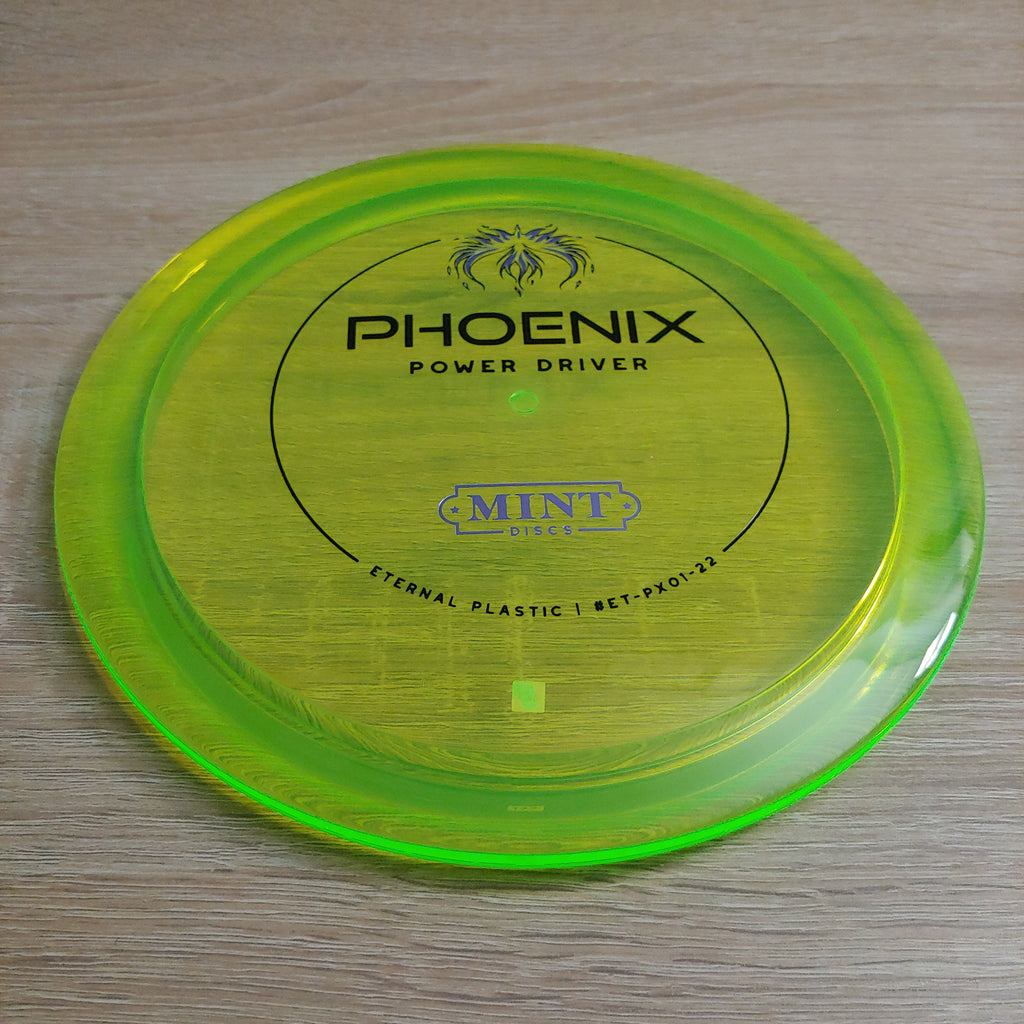 PHOENIX
POWER DRIVER
MINT
DISCS
ETERNAL PLASTIC | #ET-PX01-22